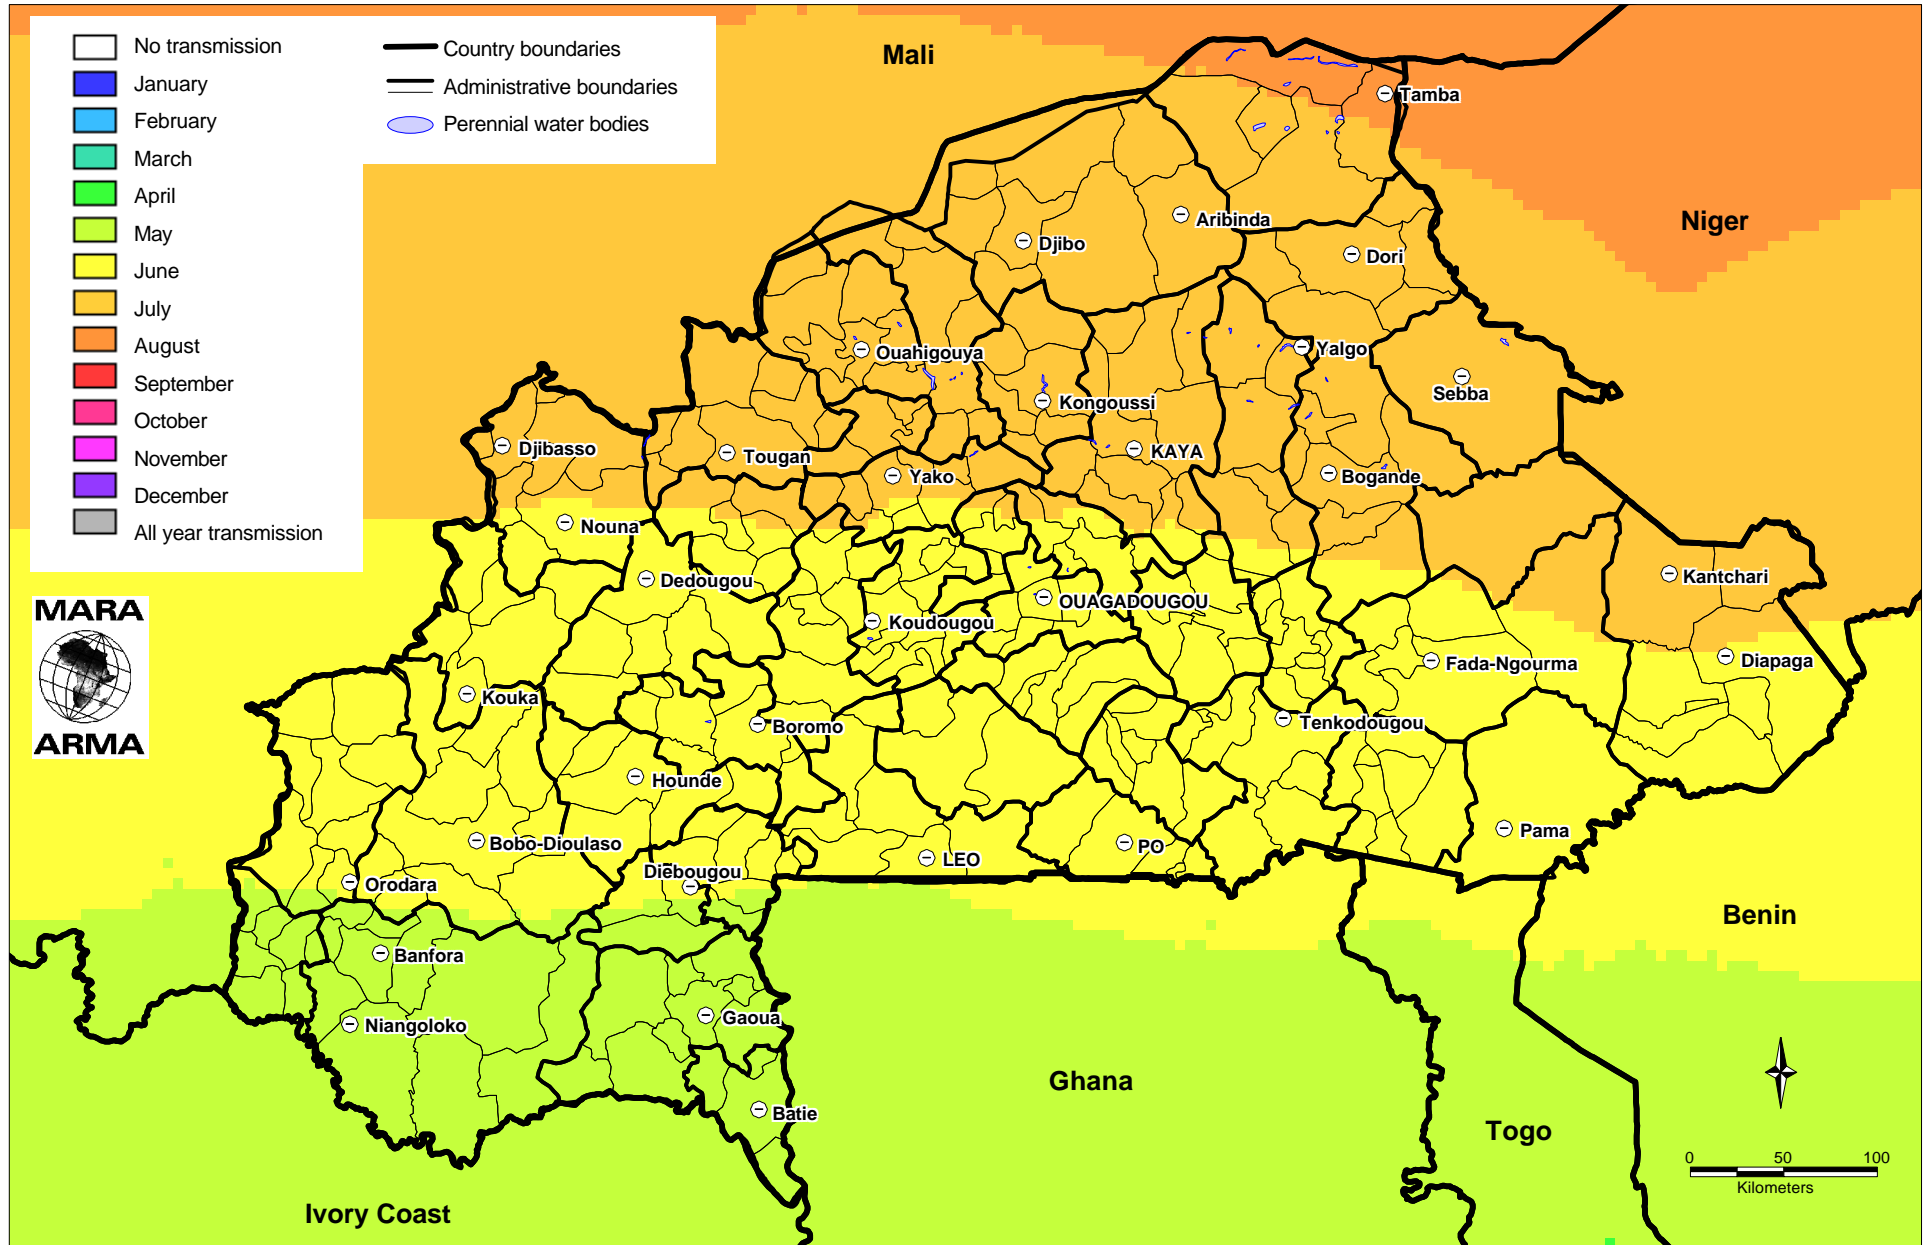 No transmission
January
February
March
April
May
June
July
August
September
October
November
December
All year transmission
Country boundaries
Administrative boundaries
Perennial water bodies
Mali
Niger
Tamba
Aribinda
Djibo
Dori
Ouahigouya
Yalgo
Sebba
Kongoussi
Djibasso
Tougan
KAYA
Yako
Bogande
Nouna
Dedougou
Kantchari
OUAGADOUGOU
Koudougou
MARA
ARMA
Fada-Ngourma
Diapaga
Kouka
Boromo
Tenkodougou
Hounde
Bobo-Dioulaso
Pama
PO
LEO
Diebougou
Orodara
Benin
Banfora
Gaoua
Niangoloko
Ghana
Batie
Togo
Ivory Coast
0 50 100
Kilometers